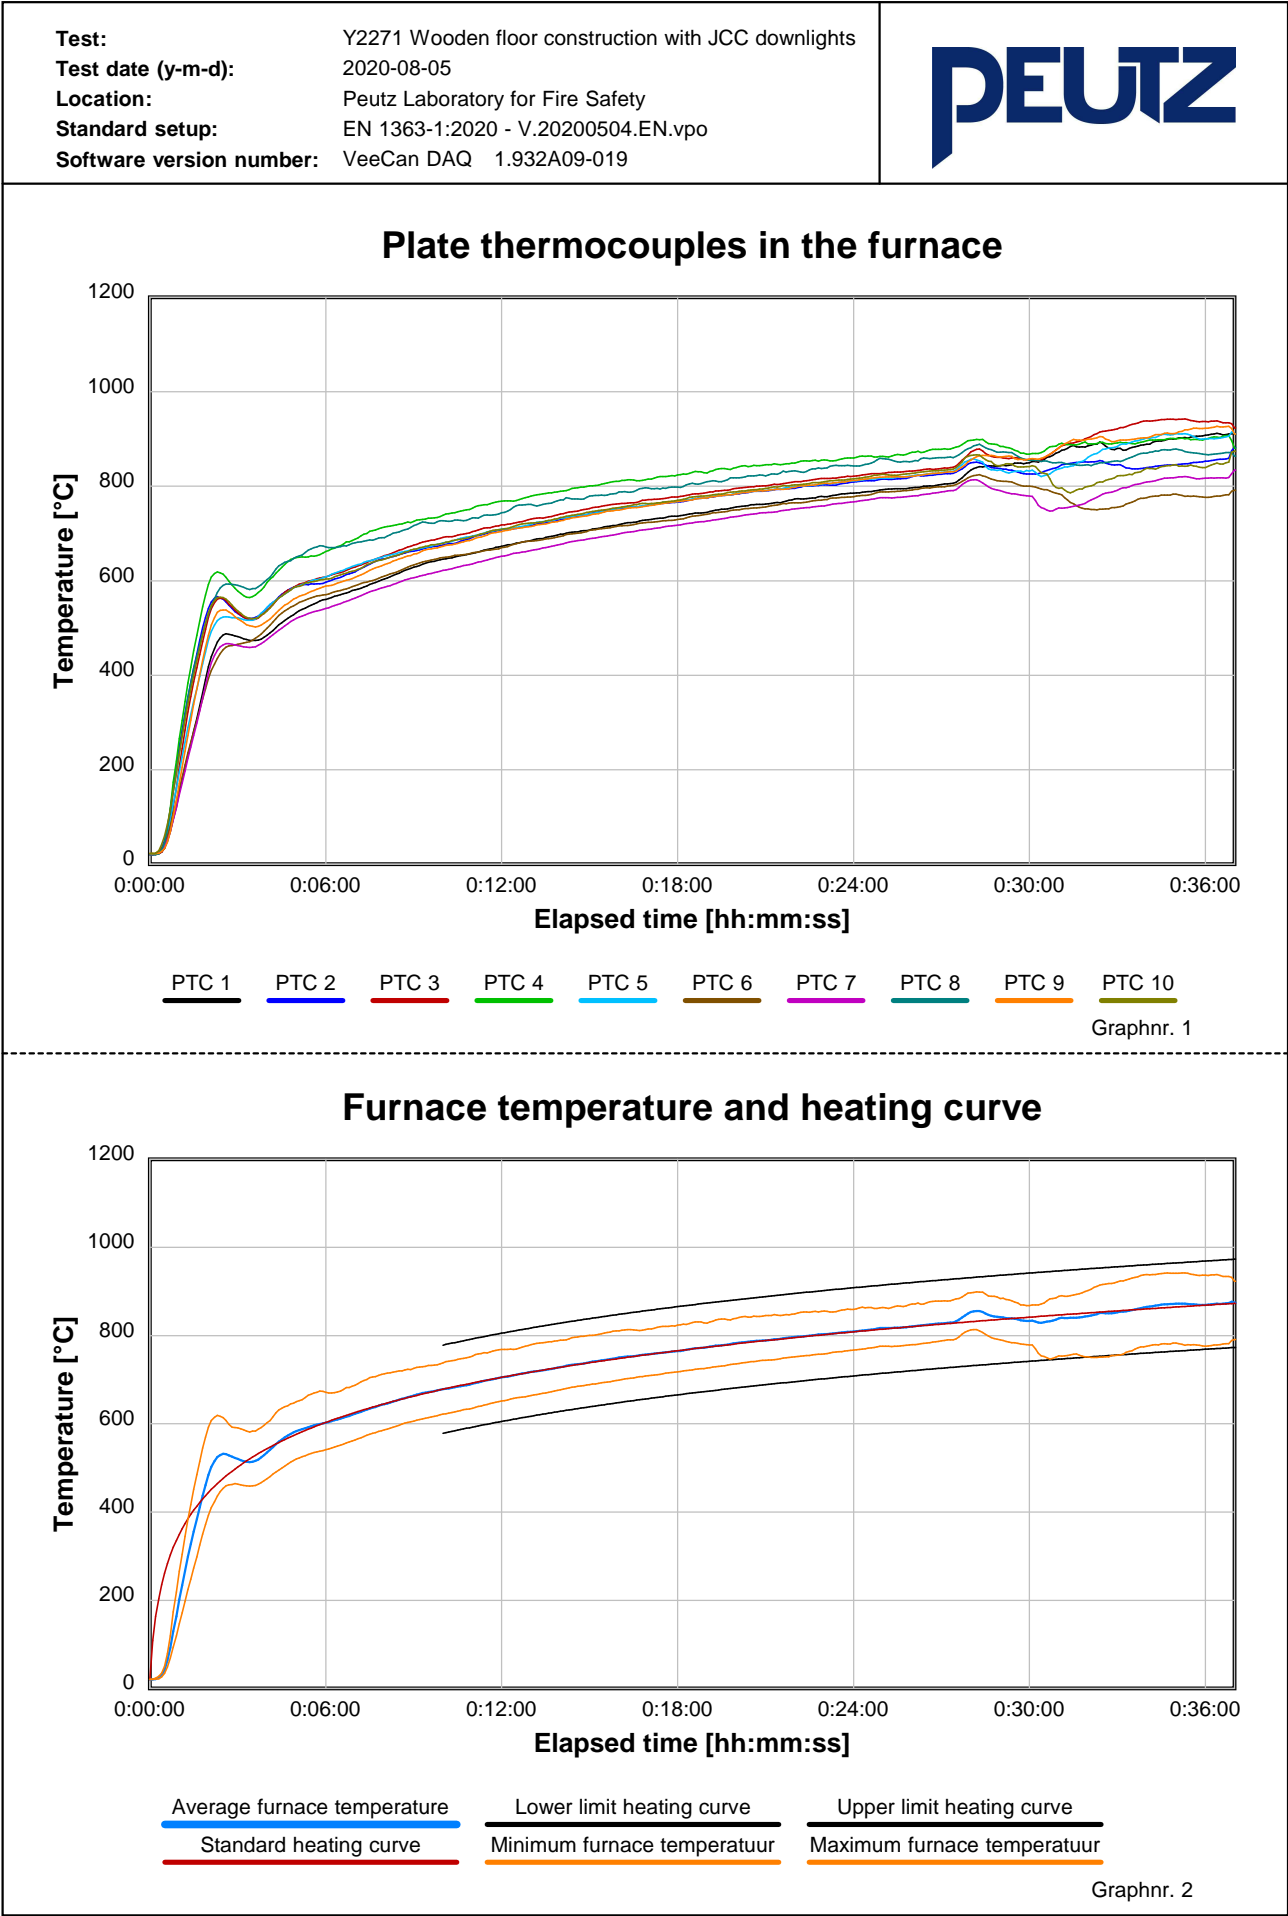 Test: Y2271 Wooden floor construction with JCC downlights
Test date (y-m-d): 2020-08-05
Location: Peutz Laboratory for Fire Safety
Standard setup: EN 1363-1:2020 - V.20200504.EN.vpo
Software version number: VeeCan DAQ 1.932A09-019
PEUTZ
Plate thermocouples in the furnace
1200
1000
800
600
400
200
0
Temperature [°C]
0:00:00 0:06:00 0:12:00 0:18:00 0:24:00 0:30:00 0:36:00
Elapsed time [hh:mm:ss]
PTC 1 PTC 2 PTC 3 PTC 4 PTC 5 PTC 6 PTC 7 PTC 8 PTC 9 PTC 10
Graphnr. 1
Furnace temperature and heating curve
1200
1000
800
600
400
200
0
Temperature [°C]
0:00:00 0:06:00 0:12:00 0:18:00 0:24:00 0:30:00 0:36:00
Elapsed time [hh:mm:ss]
Average furnace temperature Lower limit heating curve Upper limit heating curve
Standard heating curve Minimum furnace temperatuur Maximum furnace temperatuur
Graphnr. 2